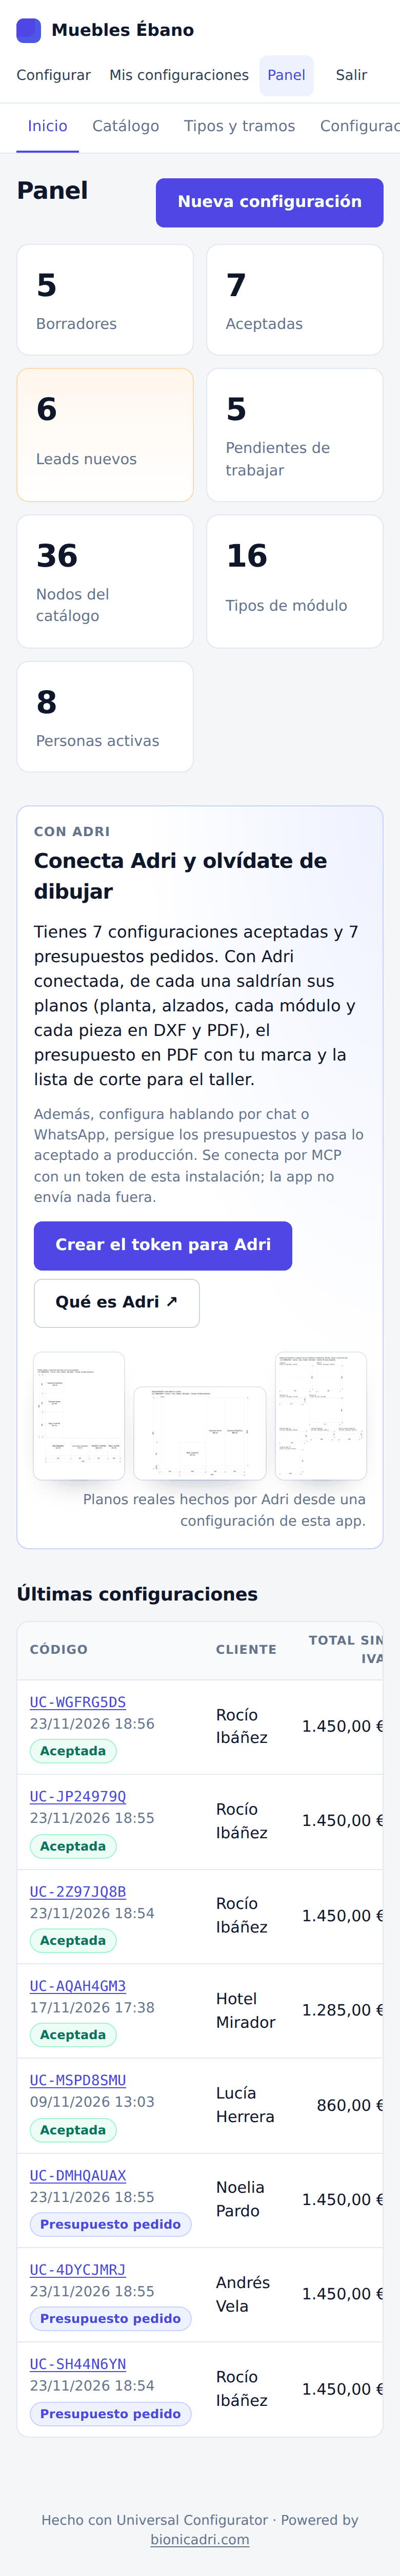 Muebles Ébano
Configurar Mis configuraciones Panel Salir
Inicio Catálogo Tipos y tramos Configurac
Panel
Nueva configuración
5
Borradores
7
Aceptadas
6
Leads nuevos
5
Pendientes de
trabajar
36
Nodos del
catálogo
16
Tipos de módulo
8
Personas activas
CON ADRI
Conecta Adri y olvídate de
dibujar
Tienes 7 configuraciones aceptadas y 7
presupuestos pedidos. Con Adri
conectada, de cada una saldrían sus
planos (planta, alzados, cada módulo y
cada pieza en DXF y PDF), el
presupuesto en PDF con tu marca y la
lista de corte para el taller.
Además, configura hablando por chat o
WhatsApp, persigue los presupuestos y pasa lo
aceptado a producción. Se conecta por MCP
con un token de esta instalación; la app no
envía nada fuera.
Crear el token para Adri
Qué es Adri ↗
Planos reales hechos por Adri desde una
configuración de esta app.
Últimas configuraciones
CÓDIGO CLIENTE TOTAL SIN
IVA
UC-WGFRG5DS
23/11/2026 18:56
Aceptada
Rocío
Ibáñez
1.450,00 €
UC-JP24979Q
23/11/2026 18:55
Aceptada
Rocío
Ibáñez
1.450,00 €
UC-2Z97JQ8B
23/11/2026 18:54
Aceptada
Rocío
Ibáñez
1.450,00 €
UC-AQAH4GM3
17/11/2026 17:38
Aceptada
Hotel
Mirador
1.285,00 €
UC-MSPD8SMU
09/11/2026 13:03
Aceptada
Lucía
Herrera
860,00 €
UC-DMHQAUAX
23/11/2026 18:55
Presupuesto pedido
Noelia
Pardo
1.450,00 €
UC-4DYCJMRJ
23/11/2026 18:55
Presupuesto pedido
Andrés
Vela
1.450,00 €
UC-SH44N6YN
23/11/2026 18:54
Presupuesto pedido
Rocío
Ibáñez
1.450,00 €
Hecho con Universal Configurator · Powered by
bionicadri.com